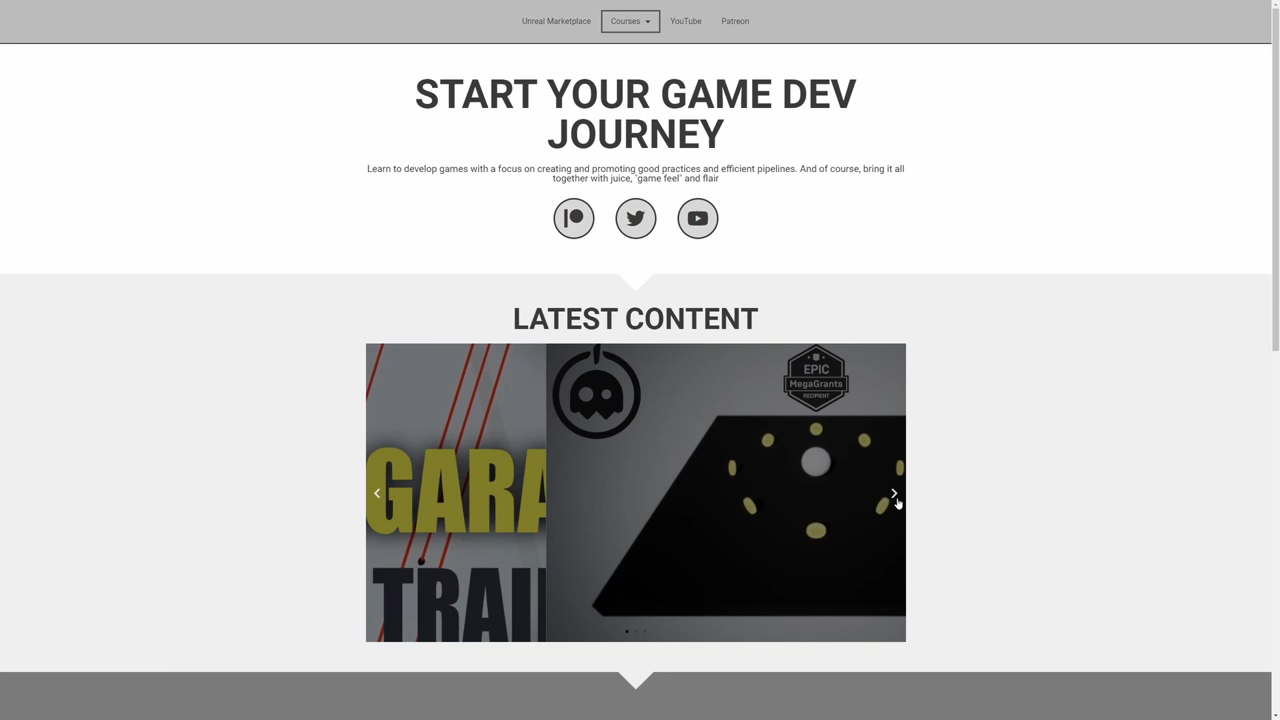 Unreal Marketplace Courses YouTube Patreon
START YOUR GAME DEV
JOURNEY
Learn to develop games with a focus on creating and promoting good practices and efficient pipelines. And of course, bring it all
together with juice, "game feel" and flair
LATEST CONTENT
EPIC
MegaGrants
RECIPIENT
GARA
TRAI